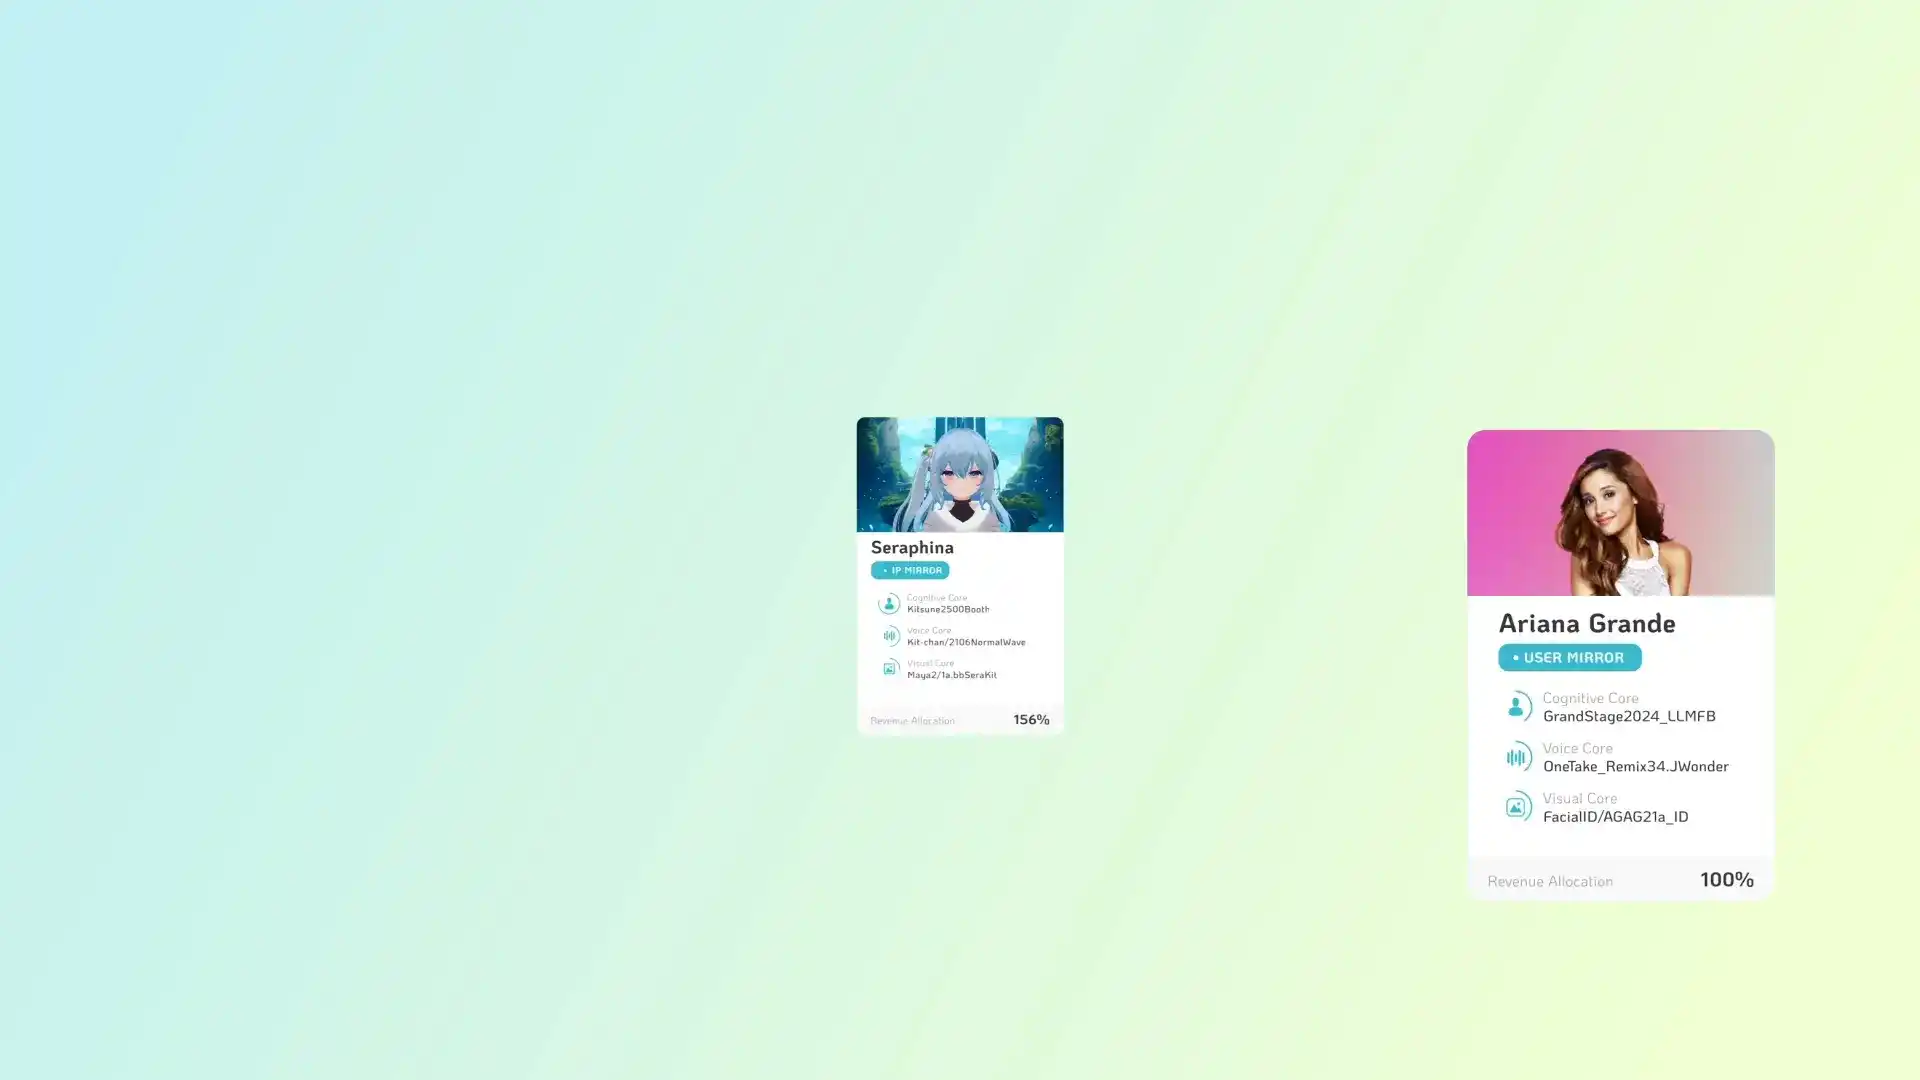 Seraphina
• IP MIRROR
Cognitive Core
Kitsune2500Booth
Voice Core
Kit-chan/2106NormalWave
Visual Core
Maya2/1a.bbSeraKit
Revenue Allocation 156%
Ariana Grande
• USER MIRROR
Cognitive Core
GrandStage2024_LLMFB
Voice Core
OneTake_Remix34.JWonder
Visual Core
FacialID/AGAG21a_ID
Revenue Allocation 100%